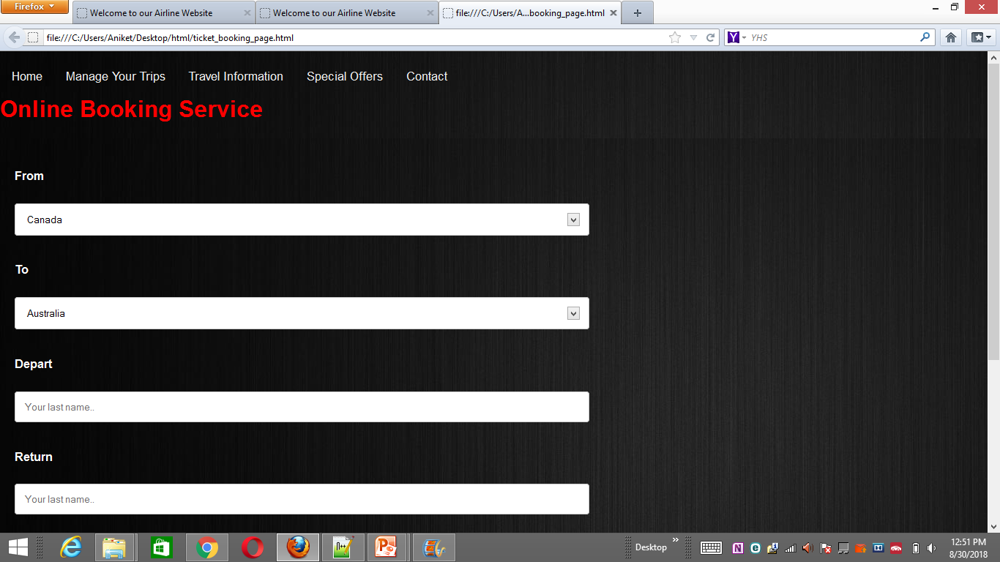 Firefox
Welcome to our Airline Website
Welcome to our Airline Website
file:///C:/Users/A...booking_page.html
file:///C:/Users/Aniket/Desktop/html/ticket_booking_page.html
YHS
Home Manage Your Trips Travel Information Special Offers Contact
Online Booking Service
From
Canada
To
Australia
Depart
Your last name..
Return
Your last name..
Desktop
12:51 PM
8/30/2018